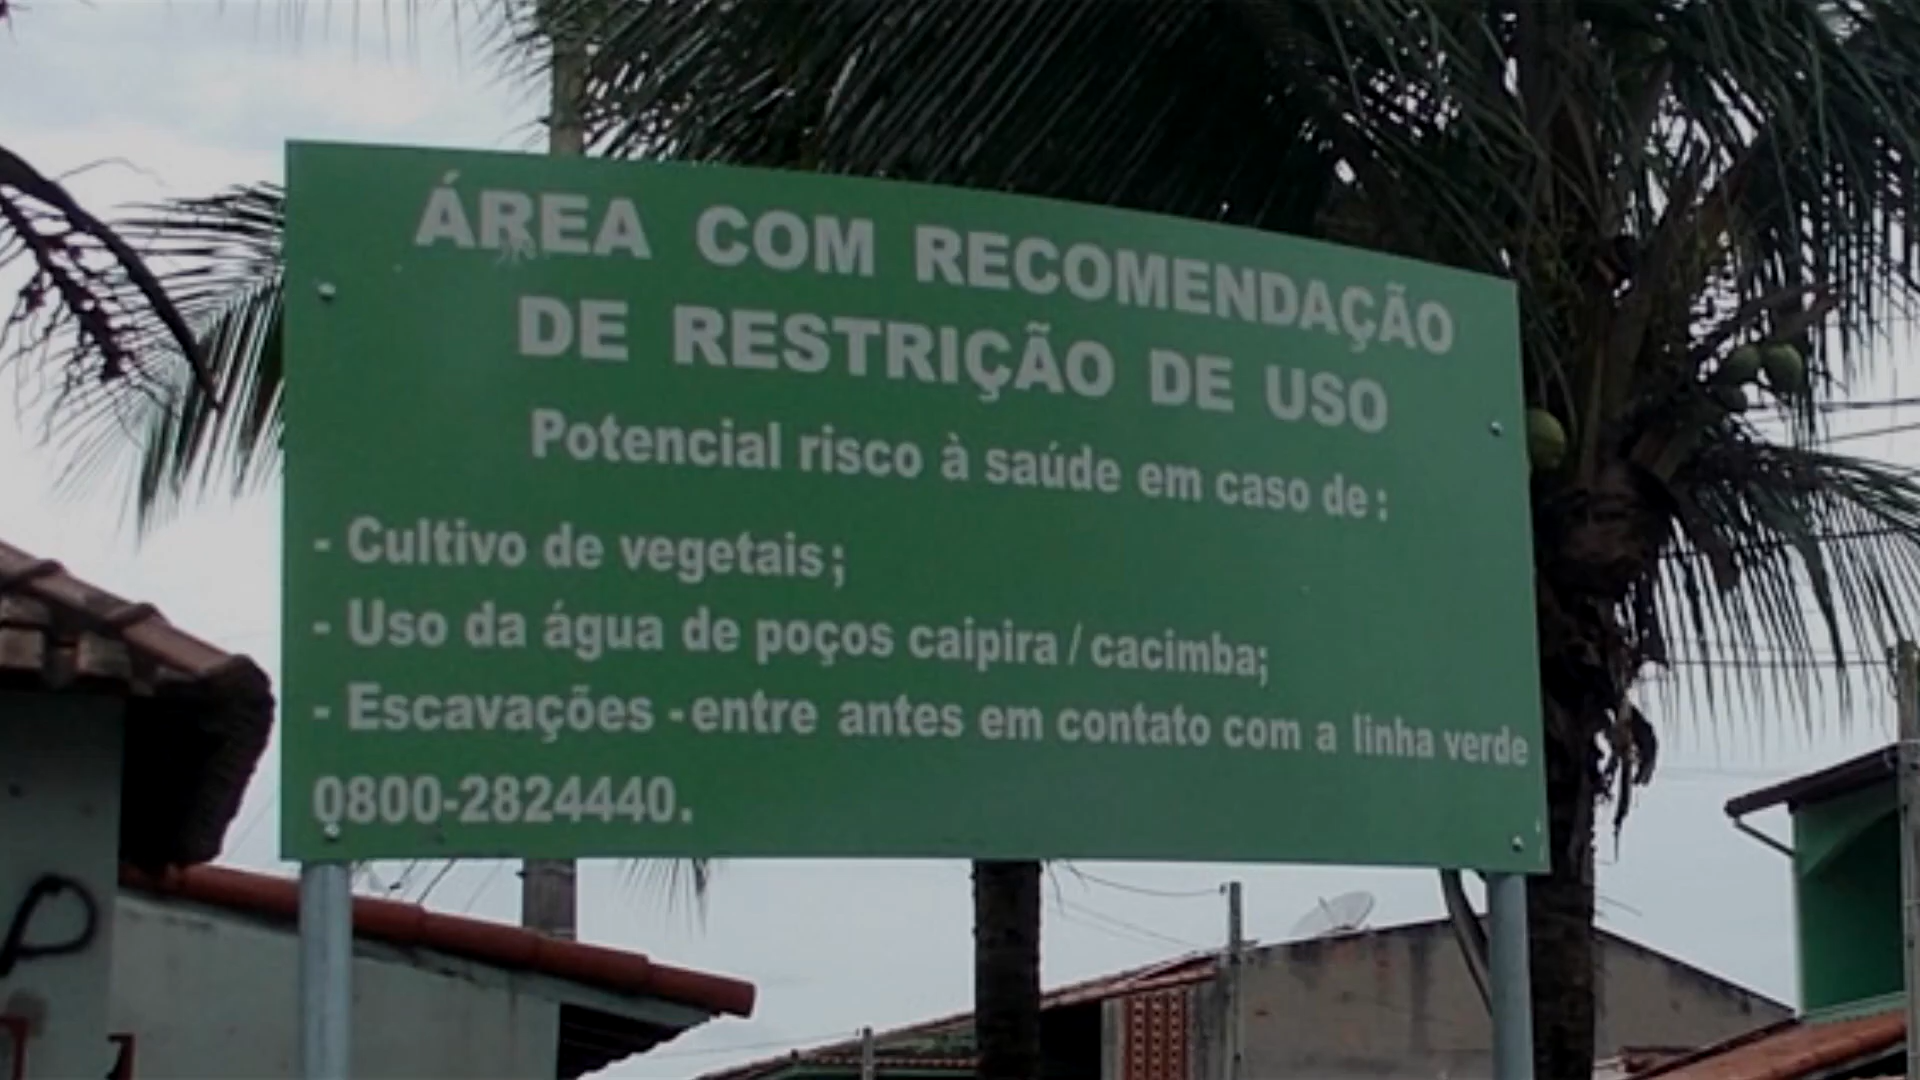 ÁREA COM RECOMENDAÇÃO
DE RESTRIÇÃO DE USO
Potencial risco à saúde em caso de :
- Cultivo de vegetais;
- Uso da água de poços caipira / cacimba;
- Escavações - entre antes em contato com a linha verde
0800-2824440.
P